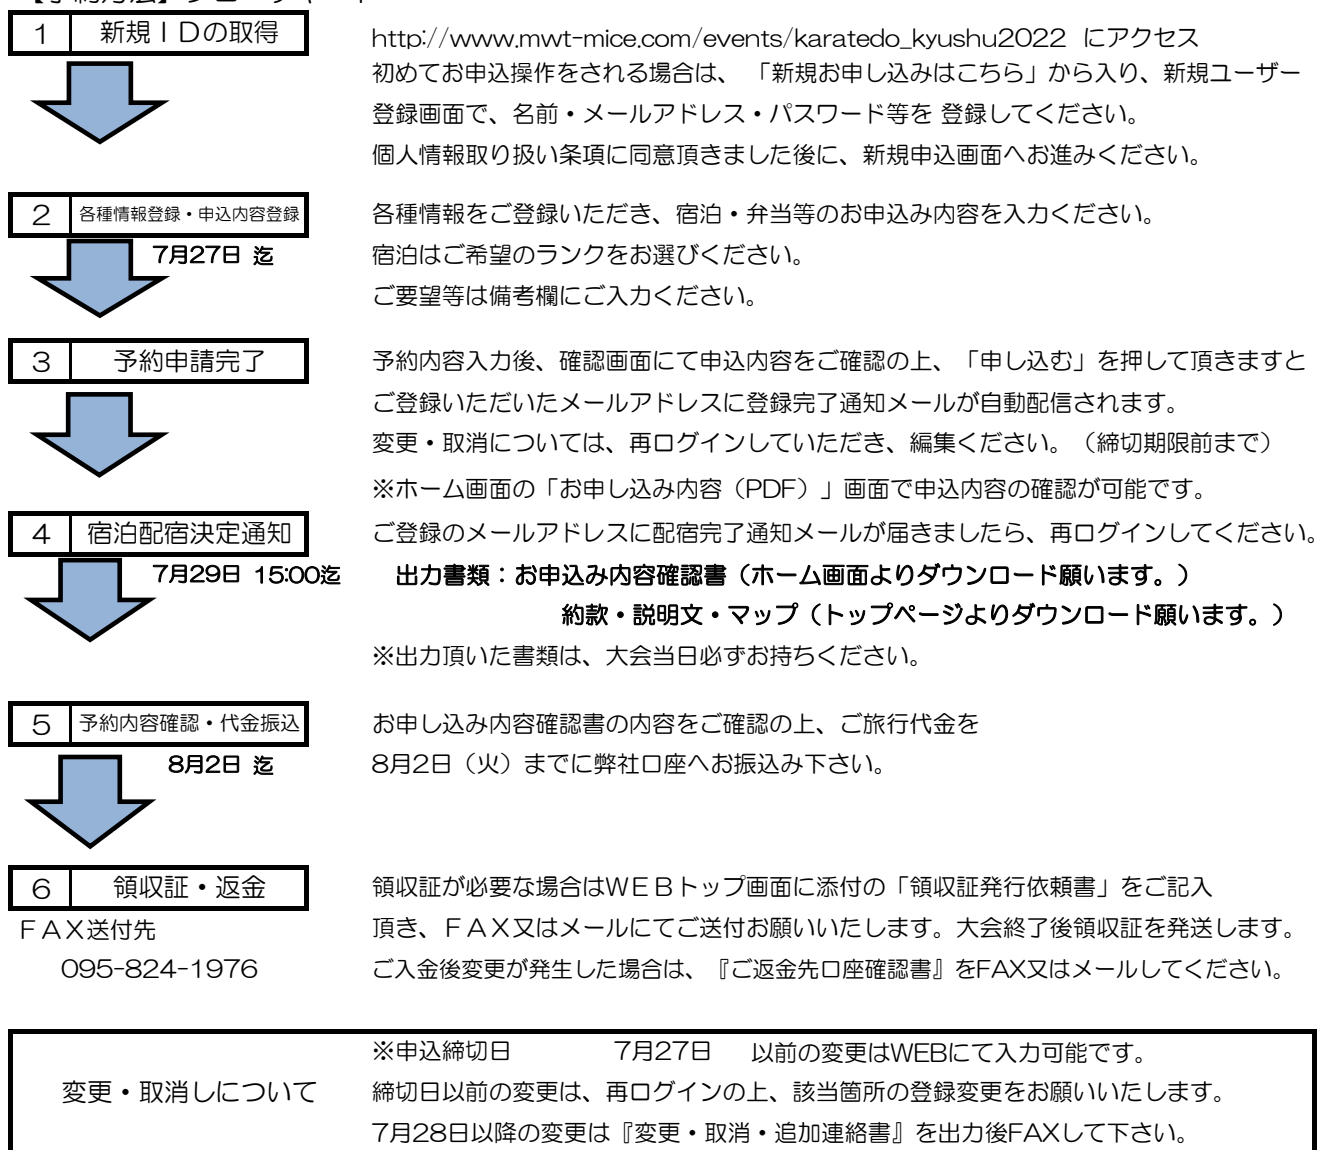 1 新規ＩＤの取得
http://www.mwt-mice.com/events/karatedo_kyushu2022 にアクセス
初めてお申込操作をされる場合は、「新規お申し込みはこちら」から入り、新規ユーザー
登録画面で、名前・メールアドレス・パスワード等を 登録してください。
個人情報取り扱い条項に同意頂きました後に、新規申込画面へお進みください。
2 各種情報登録・申込内容登録
7月27日 迄
各種情報をご登録いただき、宿泊・弁当等のお申込み内容を入力ください。
宿泊はご希望のランクをお選びください。
ご要望等は備考欄にご入力ください。
3 予約申請完了
予約内容入力後、確認画面にて申込内容をご確認の上、「申し込む」を押して頂きますと
ご登録いただいたメールアドレスに登録完了通知メールが自動配信されます。
変更・取消については、再ログインしていただき、編集ください。（締切期限前まで）
※ホーム画面の「お申し込み内容（PDF）」画面で申込内容の確認が可能です。
4 宿泊配宿決定通知
7月29日 15:00迄
ご登録のメールアドレスに配宿完了通知メールが届きましたら、再ログインしてください。
出力書類：お申込み内容確認書（ホーム画面よりダウンロード願います。）
約款・説明文・マップ（トップページよりダウンロード願います。）
※出力頂いた書類は、大会当日必ずお持ちください。
5 予約内容確認・代金振込
8月2日 迄
お申し込み内容確認書の内容をご確認の上、ご旅行代金を
8月2日（火）までに弊社口座へお振込み下さい。
6 領収証・返金
ＦＡＸ送付先
095-824-1976
領収証が必要な場合はＷＥＢトップ画面に添付の「領収証発行依頼書」をご記入
頂き、ＦＡＸ又はメールにてご送付お願いいたします。大会終了後領収証を発送します。
ご入金後変更が発生した場合は、『ご返金先口座確認書』をFAX又はメールしてください。
変更・取消しについて
※申込締切日 7月27日 以前の変更はWEBにて入力可能です。
締切日以前の変更は、再ログインの上、該当箇所の登録変更をお願いいたします。
7月28日以降の変更は『変更・取消・追加連絡書』を出力後FAXして下さい。